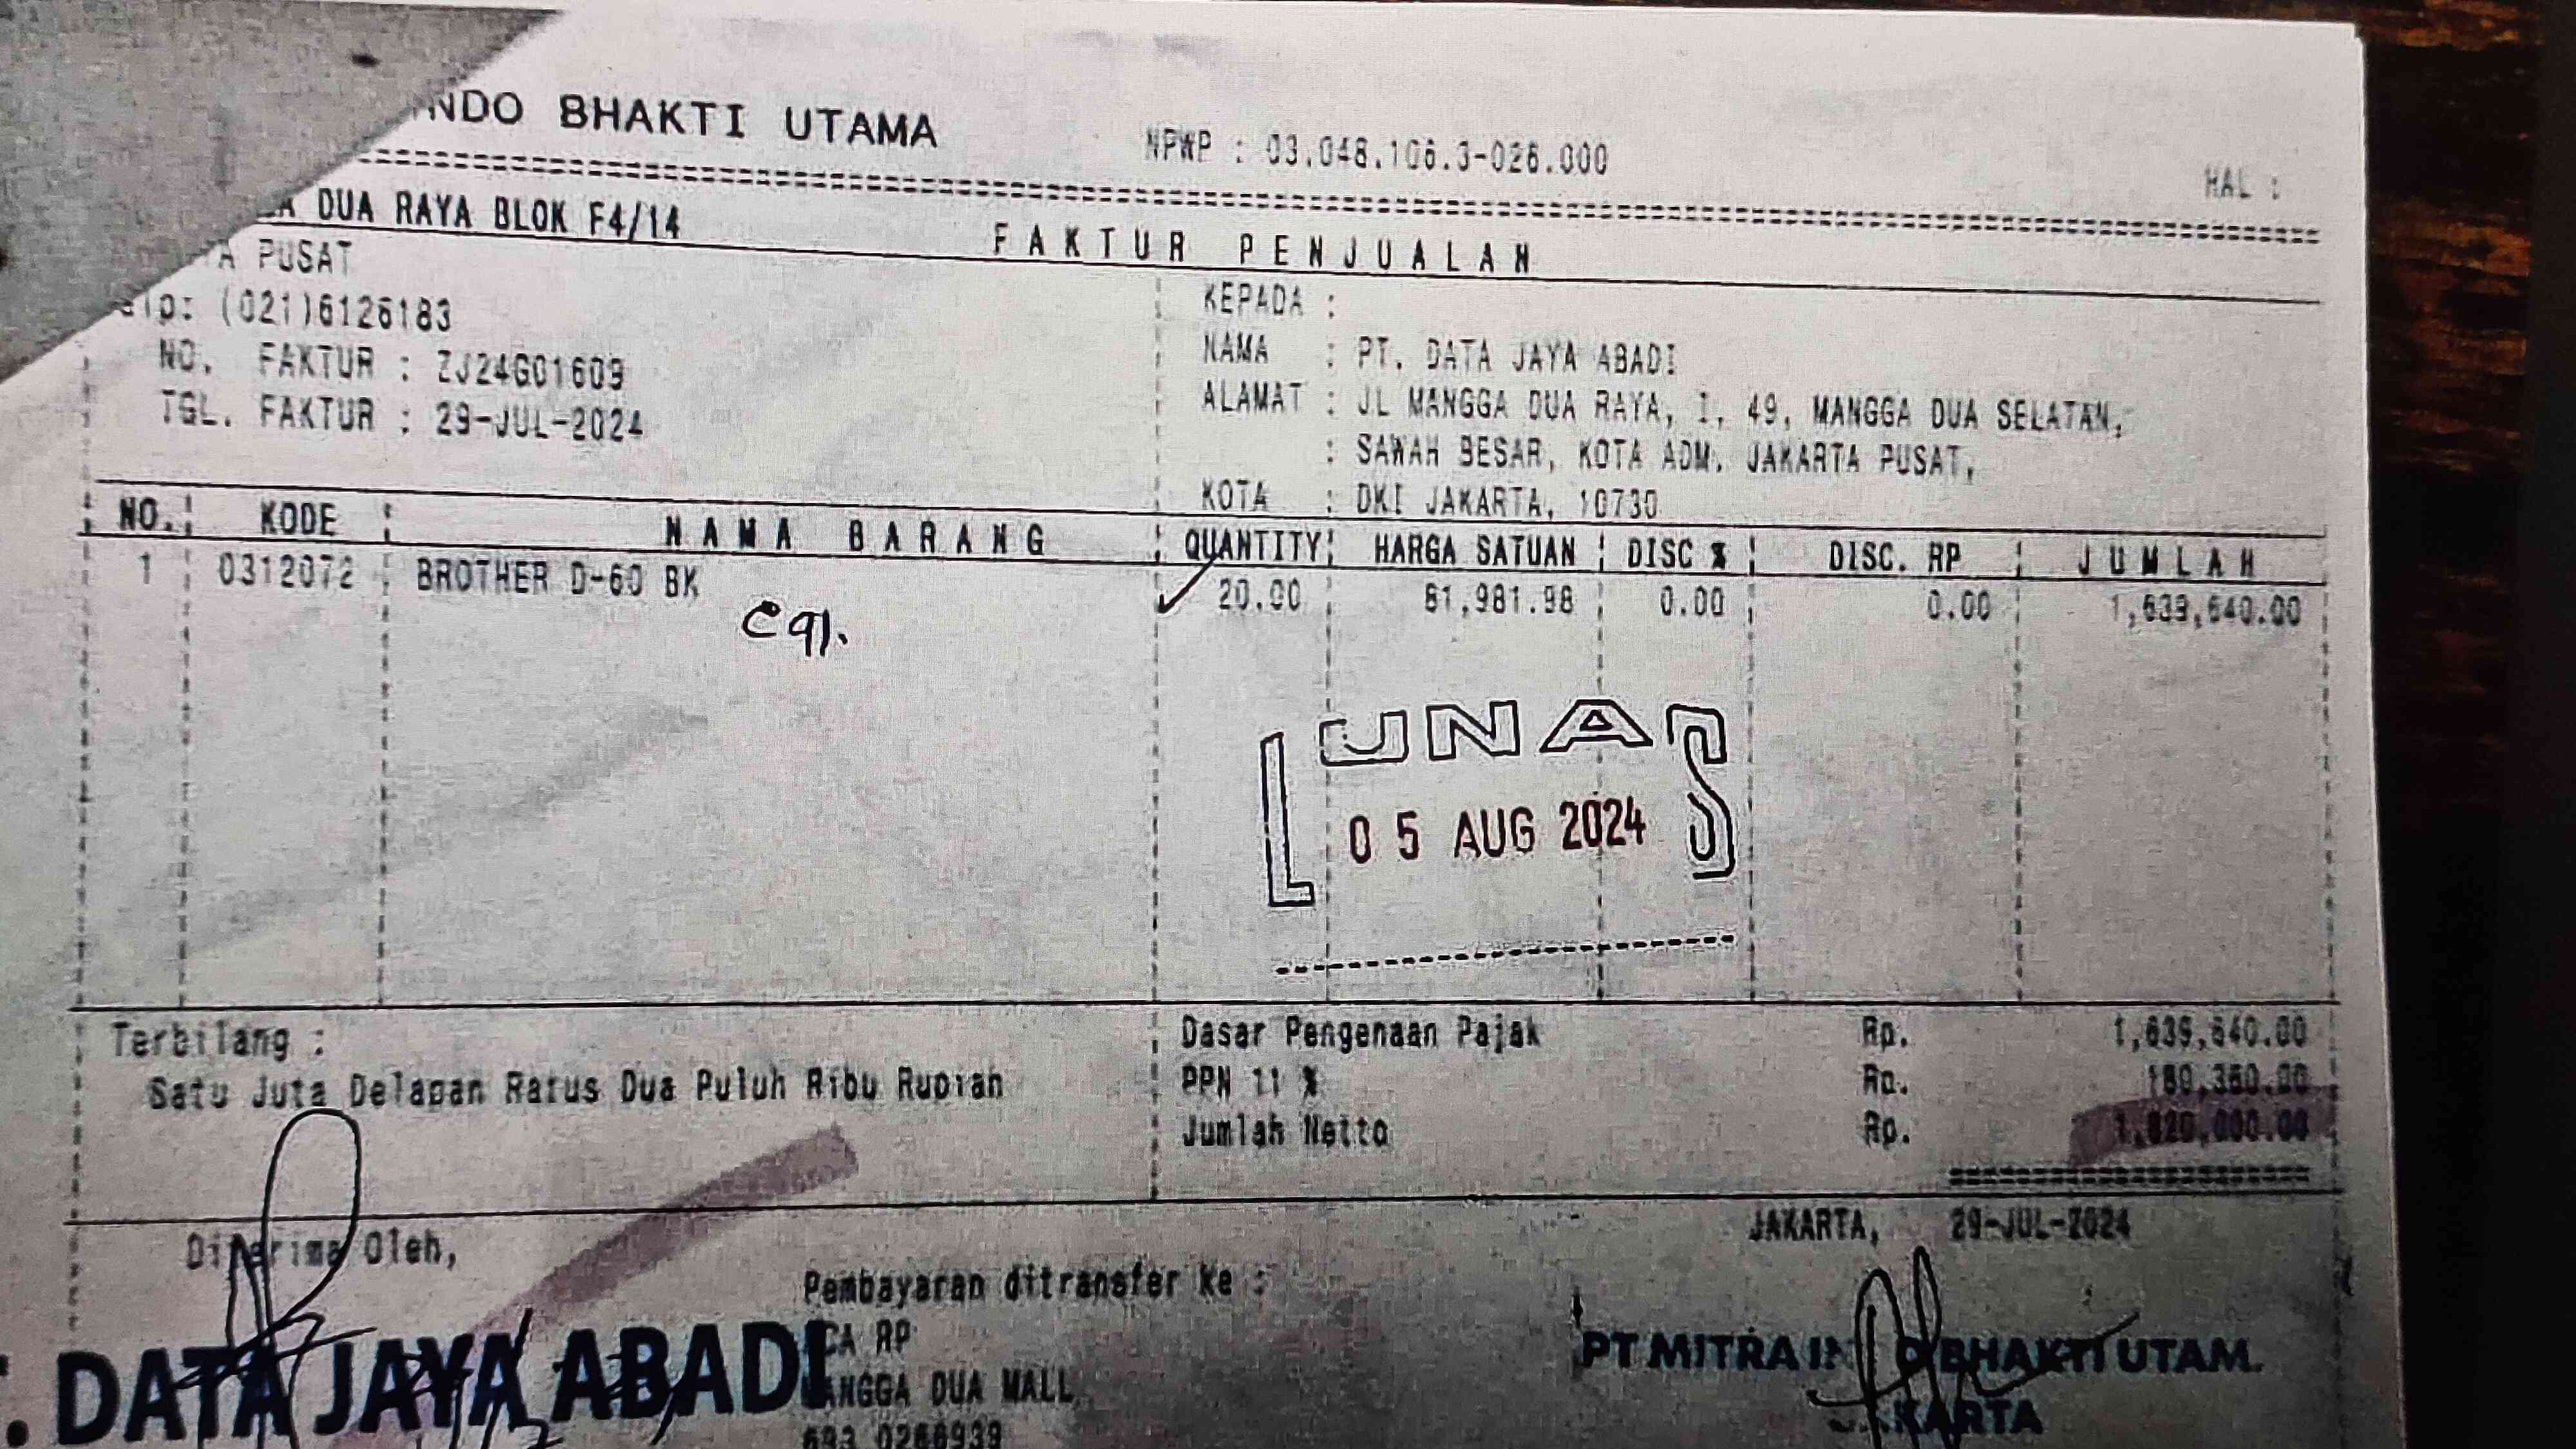 NDO BHAKTI UTAMA
NPWP : 03.048.106.3-026.000
HAL :
DUA RAYA BLOK F4/14
FAKTUR PENJUALAN
PUSAT
(021)6126183
NO. FAKTUR : ZJ24G01609
TGL. FAKTUR : 29-JUL-2024
KEPADA :
NAMA : PT. DATA JAYA ABADI
ALAMAT : JL MANGGA DUA RAYA, I, 49, MANGGA DUA SELATAN,
: SAWAH BESAR, KOTA ADM. JAKARTA PUSAT,
KOTA : DKI JAKARTA, 10730
NO. KODE NAMA BARANG QUANTITY HARGA SATUAN DISC % DISC. RP JUMLAH
1 0312072 BROTHER D-60 BK 20.00 81,981.98 0.00 0.00 1,639,640.00
LUNAS
05 AUG 2024
Terbilang :
Satu Juta Delapan Ratus Dua Puluh Ribu Rupiah
Dasar Pengenaan Pajak Rp. 1,639,640.00
PPN 11 % Rp. 180,360.00
Jumlah Netto Rp. 1,820,000.00
JAKARTA, 29-JUL-2024
Diterima Oleh,
Pembayaran ditransfer ke :
CA RP
ANGGA DUA MALL
693 0266939
DATA JAYA ABADI
PT MITRA IN BHAKTI UTAM
KARTA